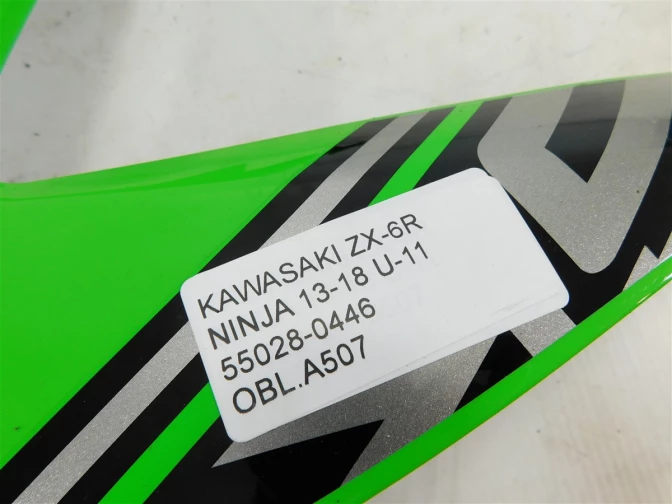 KAWASAKI ZX-6R
NINJA 13-18 U-11
55028-0446
OBL.A507